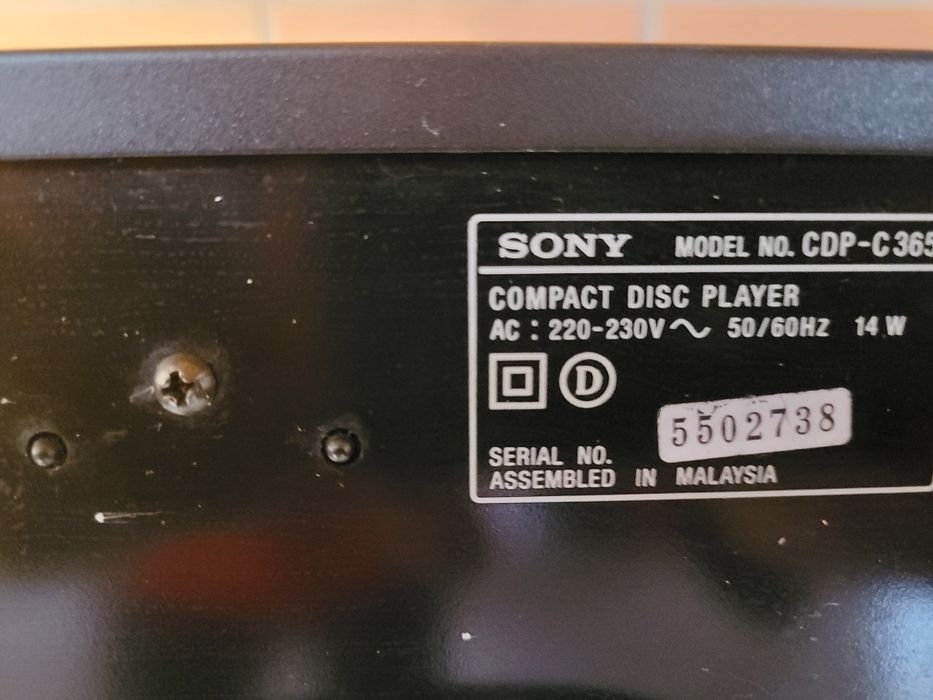 SONY MODEL NO. CDP-C365
COMPACT DISC PLAYER
AC : 220-230V ~ 50/60HZ 14 W
D
5502738
SERIAL NO.
ASSEMBLED IN MALAYSIA